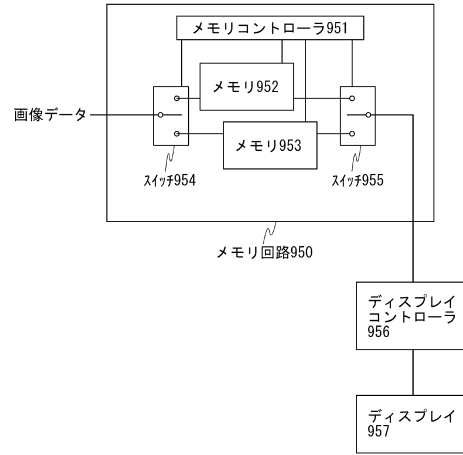 メモリコントローラ951
メモリ952
画像データ
メモリ953
スイッチ954
スイッチ955
メモリ回路950
ディスプレイ
コントローラ
956
ディスプレイ
957